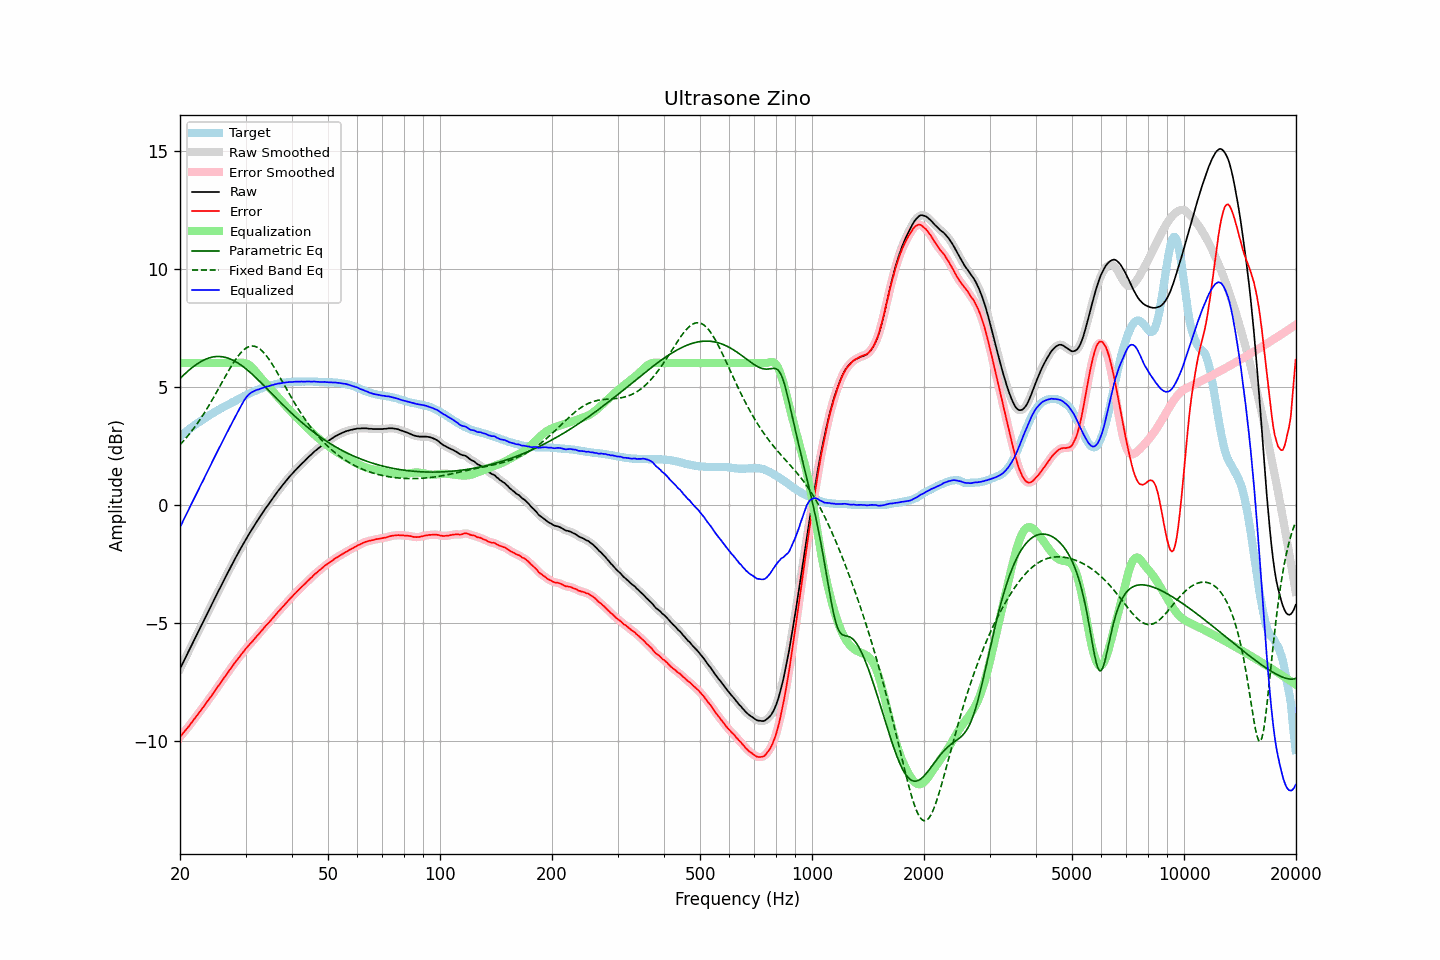 Ultrasone Zino
Target
Raw Smoothed
Error Smoothed
Raw
Error
Equalization
Parametric Eq
Fixed Band Eq
Equalized
15
10
5
0
−5
−10
Amplitude (dBr)
20
50
100
200
500
1000
2000
5000
10000
20000
Frequency (Hz)